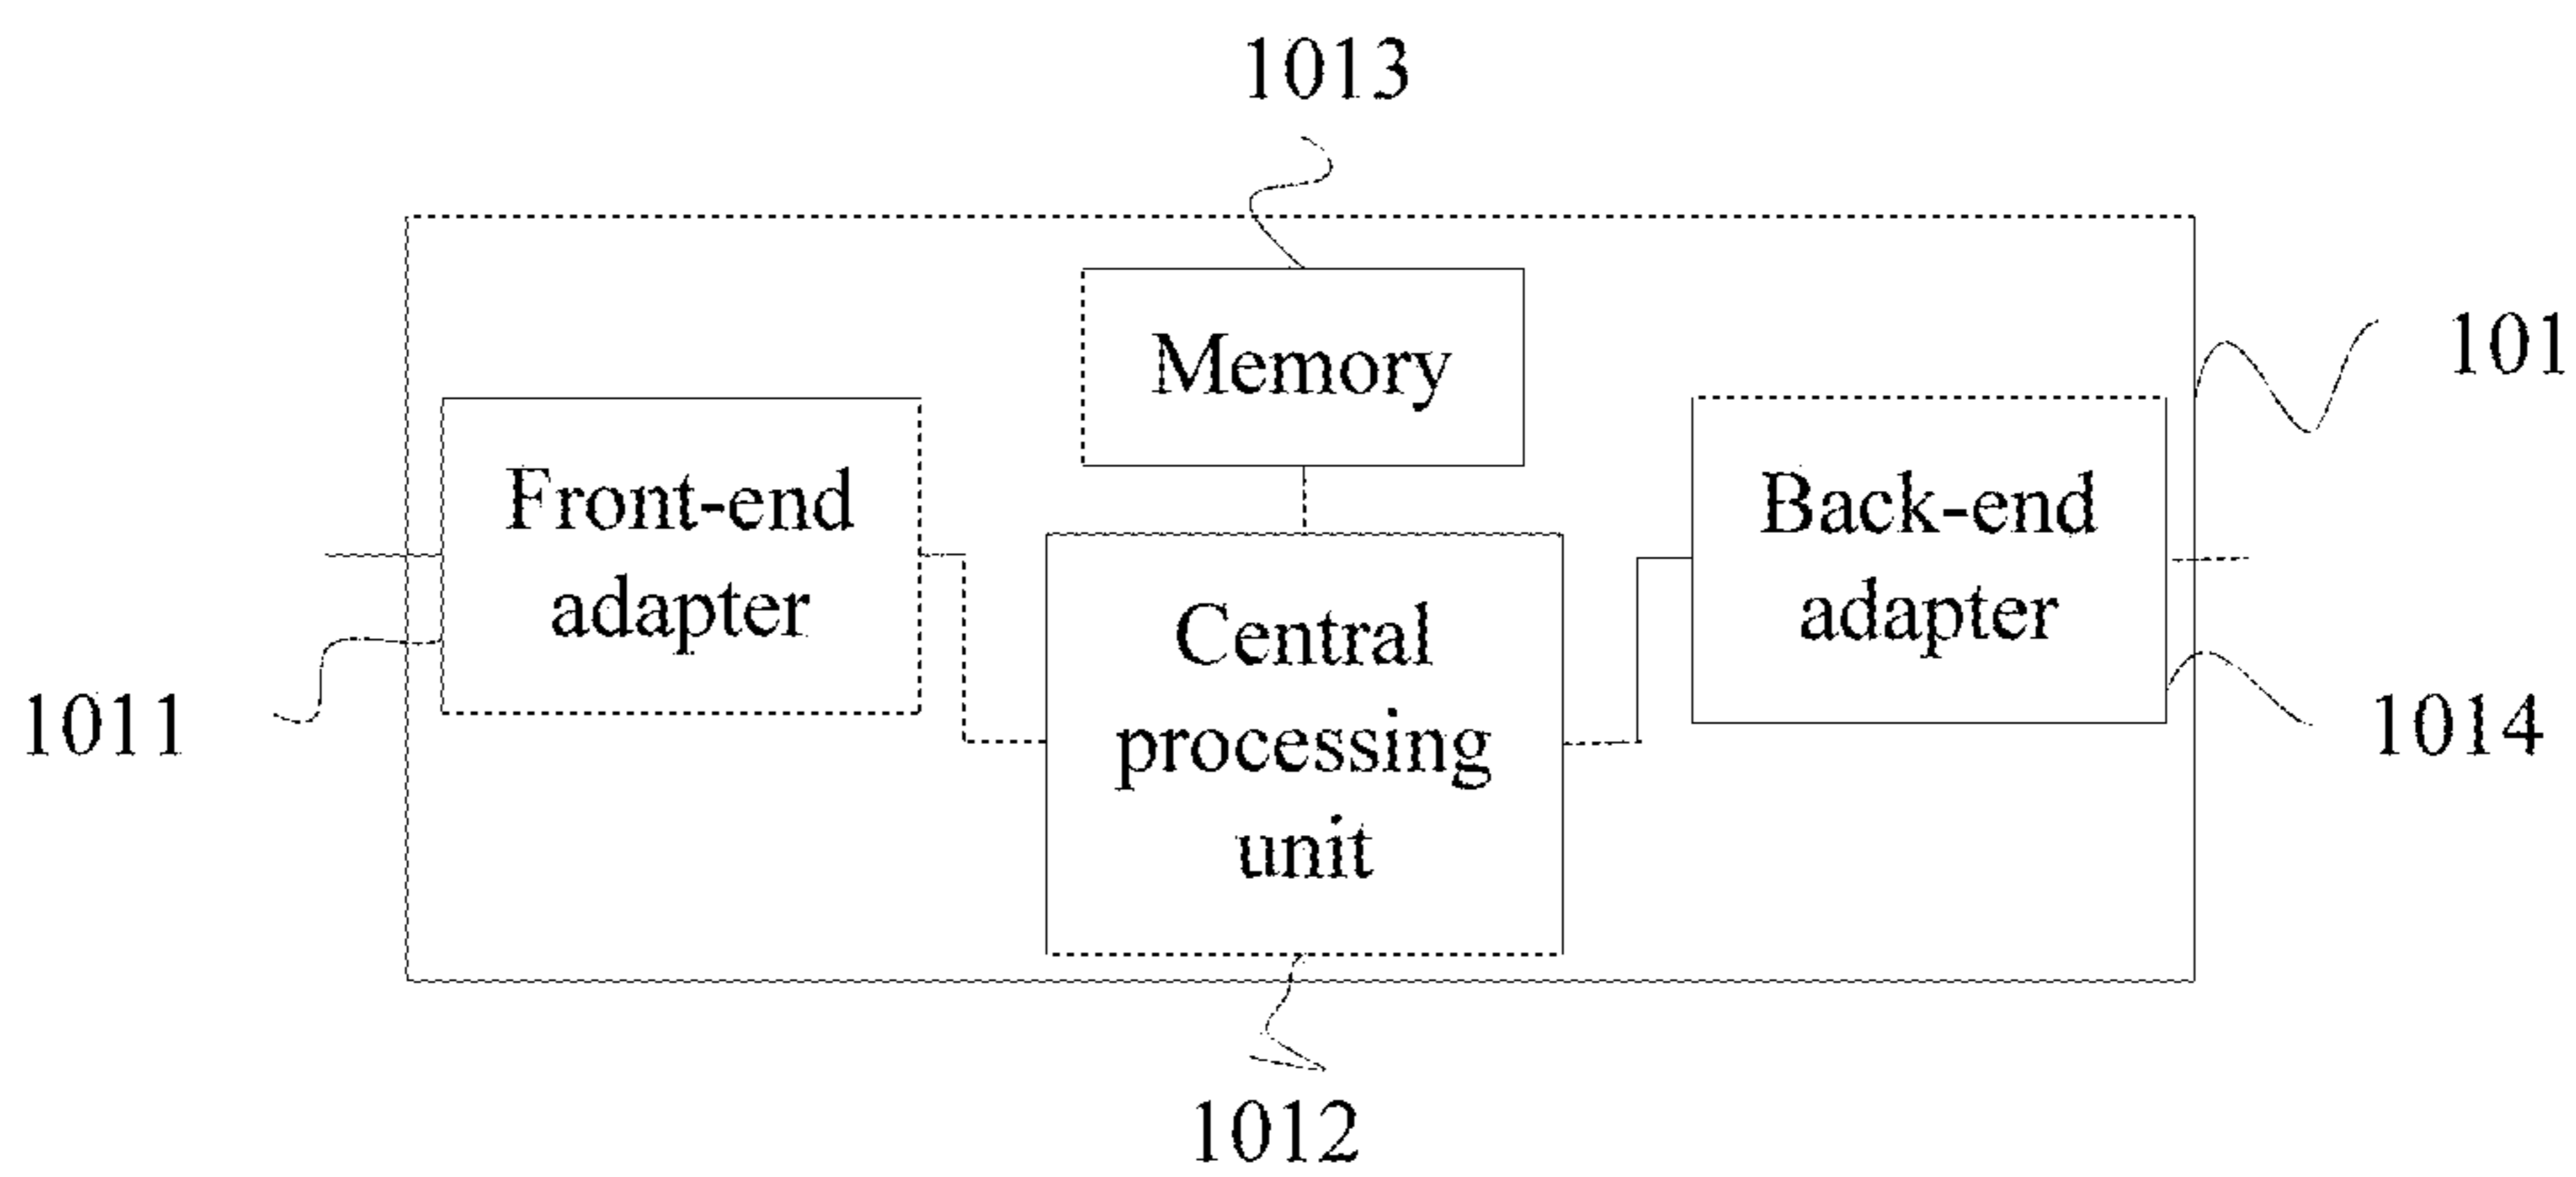 1013
Memory
101
Front-end
adapter
Back-end
adapter
Central
processing
unit
1011
1014
1012